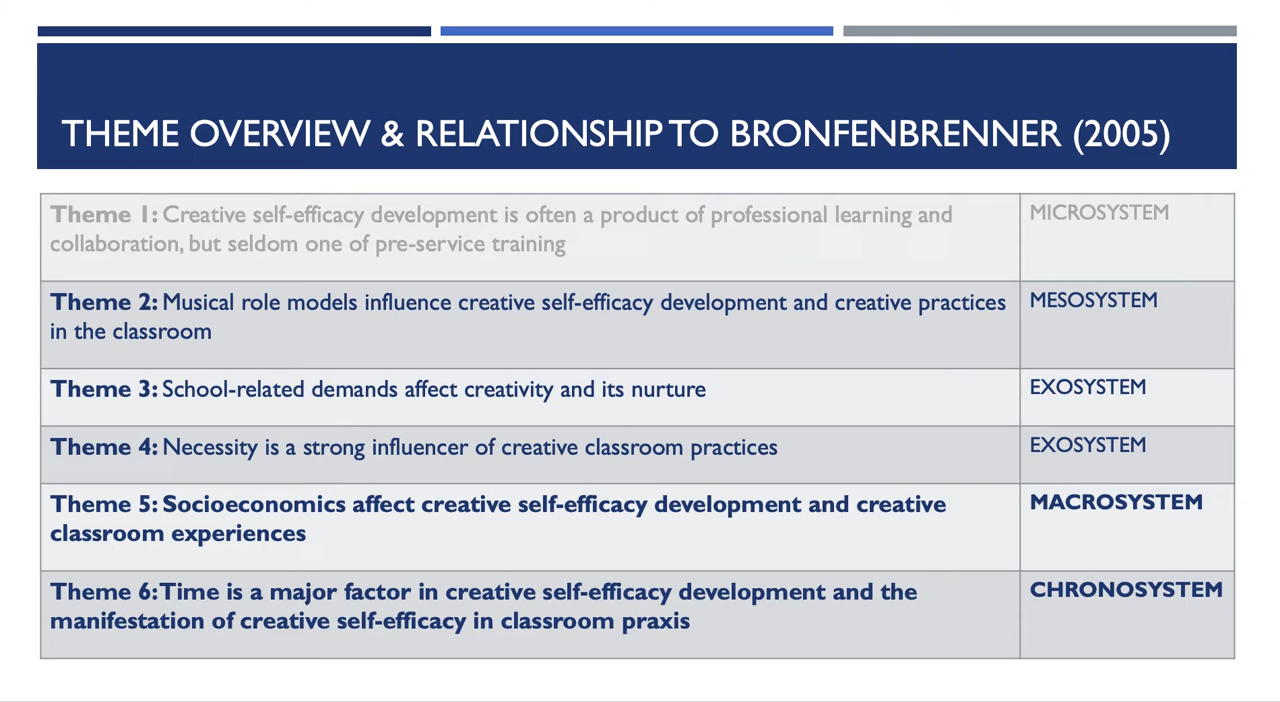 THEME OVERVIEW & RELATIONSHIP TO BRONFENBRENNER (2005)
Theme 1: Creative self-efficacy development is often a product of professional learning and
collaboration, but seldom one of pre-service training
MICROSYSTEM
Theme 2: Musical role models influence creative self-efficacy development and creative practices
in the classroom
MESOSYSTEM
Theme 3: School-related demands affect creativity and its nurture
EXOSYSTEM
Theme 4: Necessity is a strong influencer of creative classroom practices
EXOSYSTEM
Theme 5: Socioeconomics affect creative self-efficacy development and creative
classroom experiences
MACROSYSTEM
Theme 6: Time is a major factor in creative self-efficacy development and the
manifestation of creative self-efficacy in classroom praxis
CHRONOSYSTEM